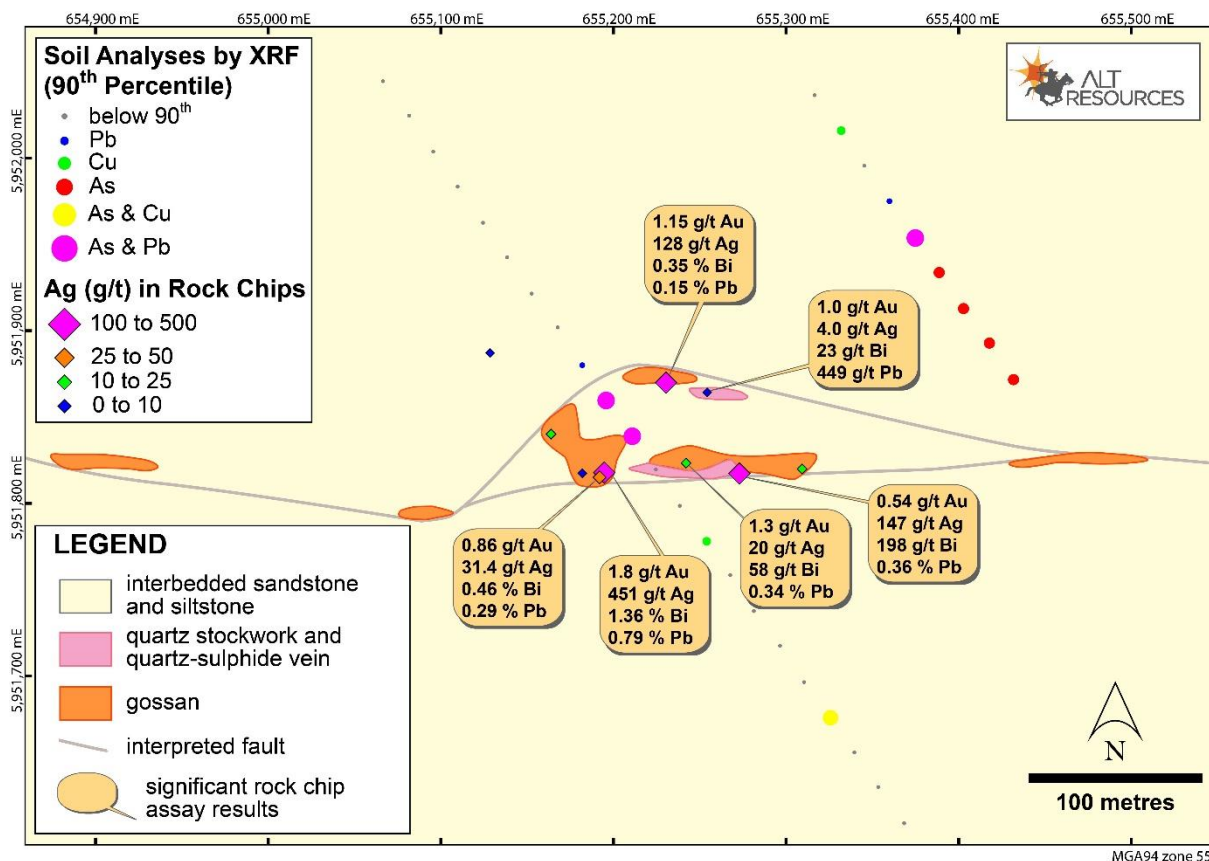 654,900 mE
655,000 mE
655,100 mE
655,200 mE
655,300 mE
655,400 mE
655,500 mE
Soil Analyses by XRF
(90th Percentile)
below 90th
Pb
Cu
As
As & Cu
As & Pb
Ag (g/t) in Rock Chips
100 to 500
25 to 50
10 to 25
0 to 10
ALT
RESOURCES
5,952,000 mE
5,951,900 mE
5,951,800 mE
5,951,700 mE
1.15 g/t Au
128 g/t Ag
0.35 % Bi
0.15 % Pb
1.0 g/t Au
4.0 g/t Ag
23 g/t Bi
449 g/t Pb
0.86 g/t Au
31.4 g/t Ag
0.46 % Bi
0.29 % Pb
1.8 g/t Au
451 g/t Ag
1.36 % Bi
0.79 % Pb
1.3 g/t Au
20 g/t Ag
58 g/t Bi
0.34 % Pb
0.54 g/t Au
147 g/t Ag
198 g/t Bi
0.36 % Pb
LEGEND
interbedded sandstone
and siltstone
quartz stockwork and
quartz-sulphide vein
gossan
interpreted fault
significant rock chip
assay results
N
100 metres
MGA94 zone 55